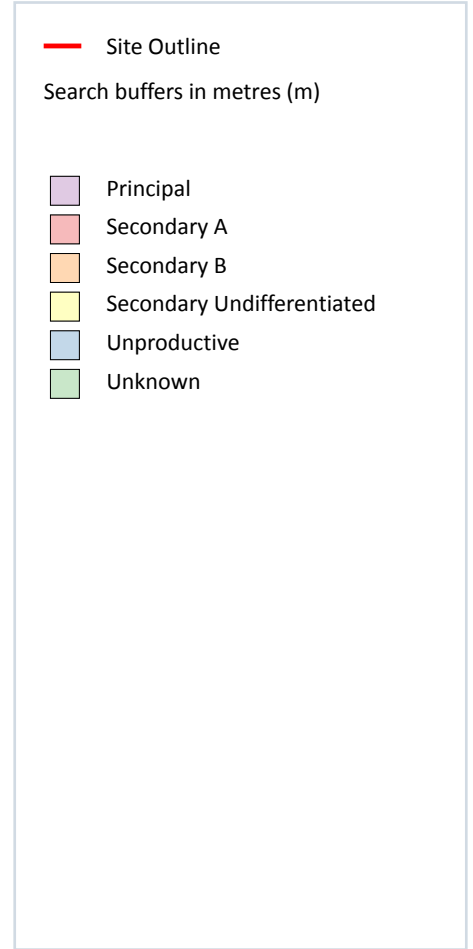 Site Outline
Search buffers in metres (m)
Principal
Secondary A
Secondary B
Secondary Undifferentiated
Unproductive
Unknown